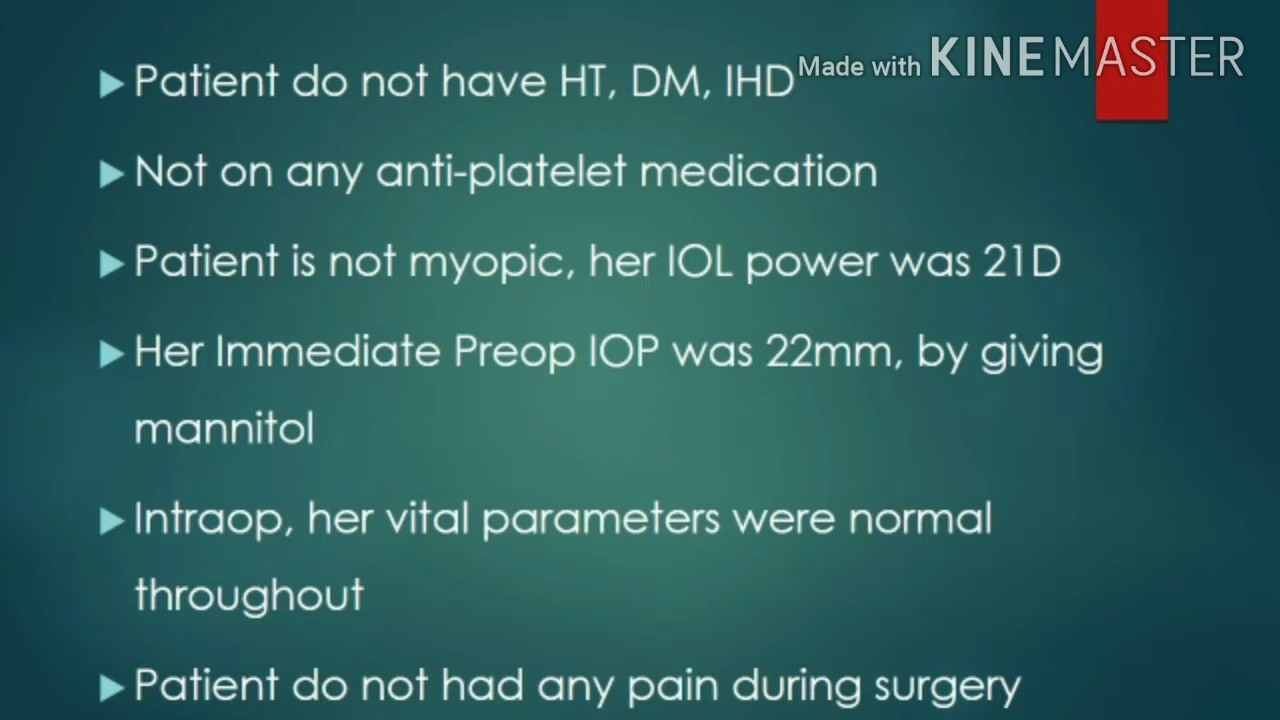 Made with KINEMASTER
Patient do not have HT, DM, IHD
Not on any anti-platelet medication
Patient is not myopic, her IOL power was 21D
Her Immediate Preop IOP was 22mm, by giving
mannitol
Intraop, her vital parameters were normal
throughout
Patient do not had any pain during surgery